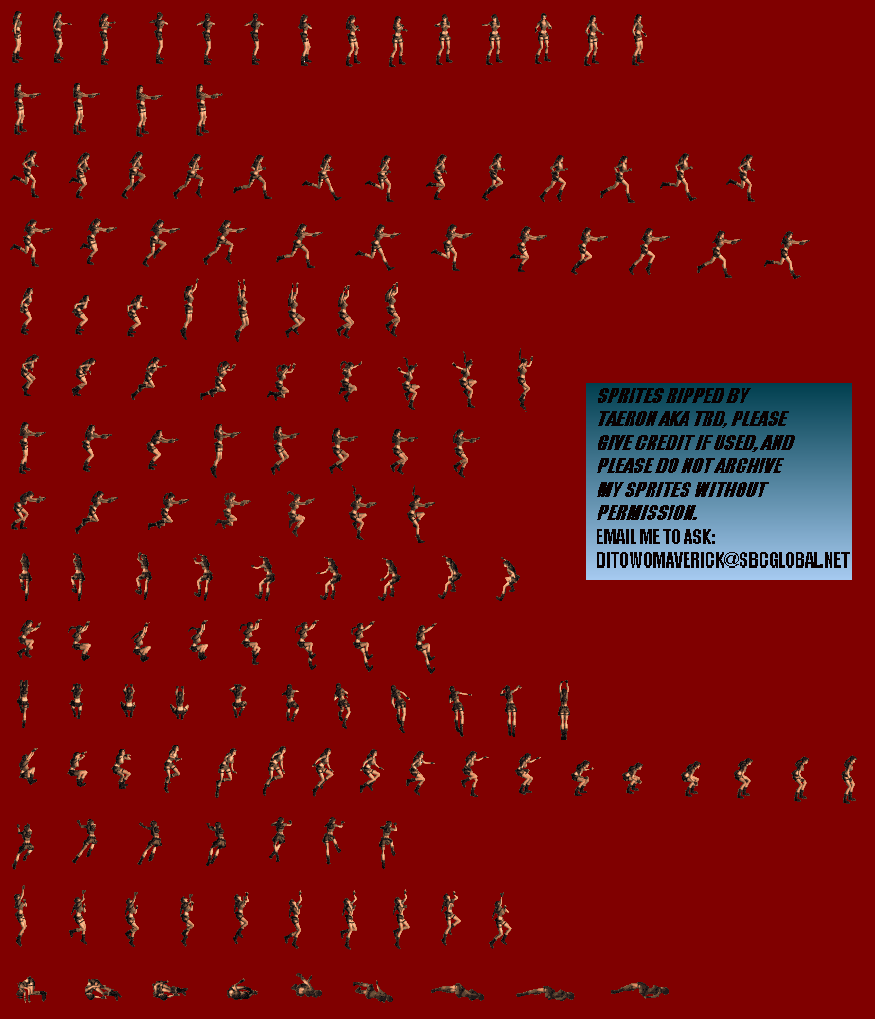 SPRITES RIPPED BY
TAERON AKA TRD, PLEASE
GIVE CREDIT IF USED, AND
PLEASE DO NOT ARCHIVE
MY SPRITES WITHOUT
PERMISSION.
EMAIL ME TO ASK:
DITOWOMAVERICK@SBCGLOBAL.NET